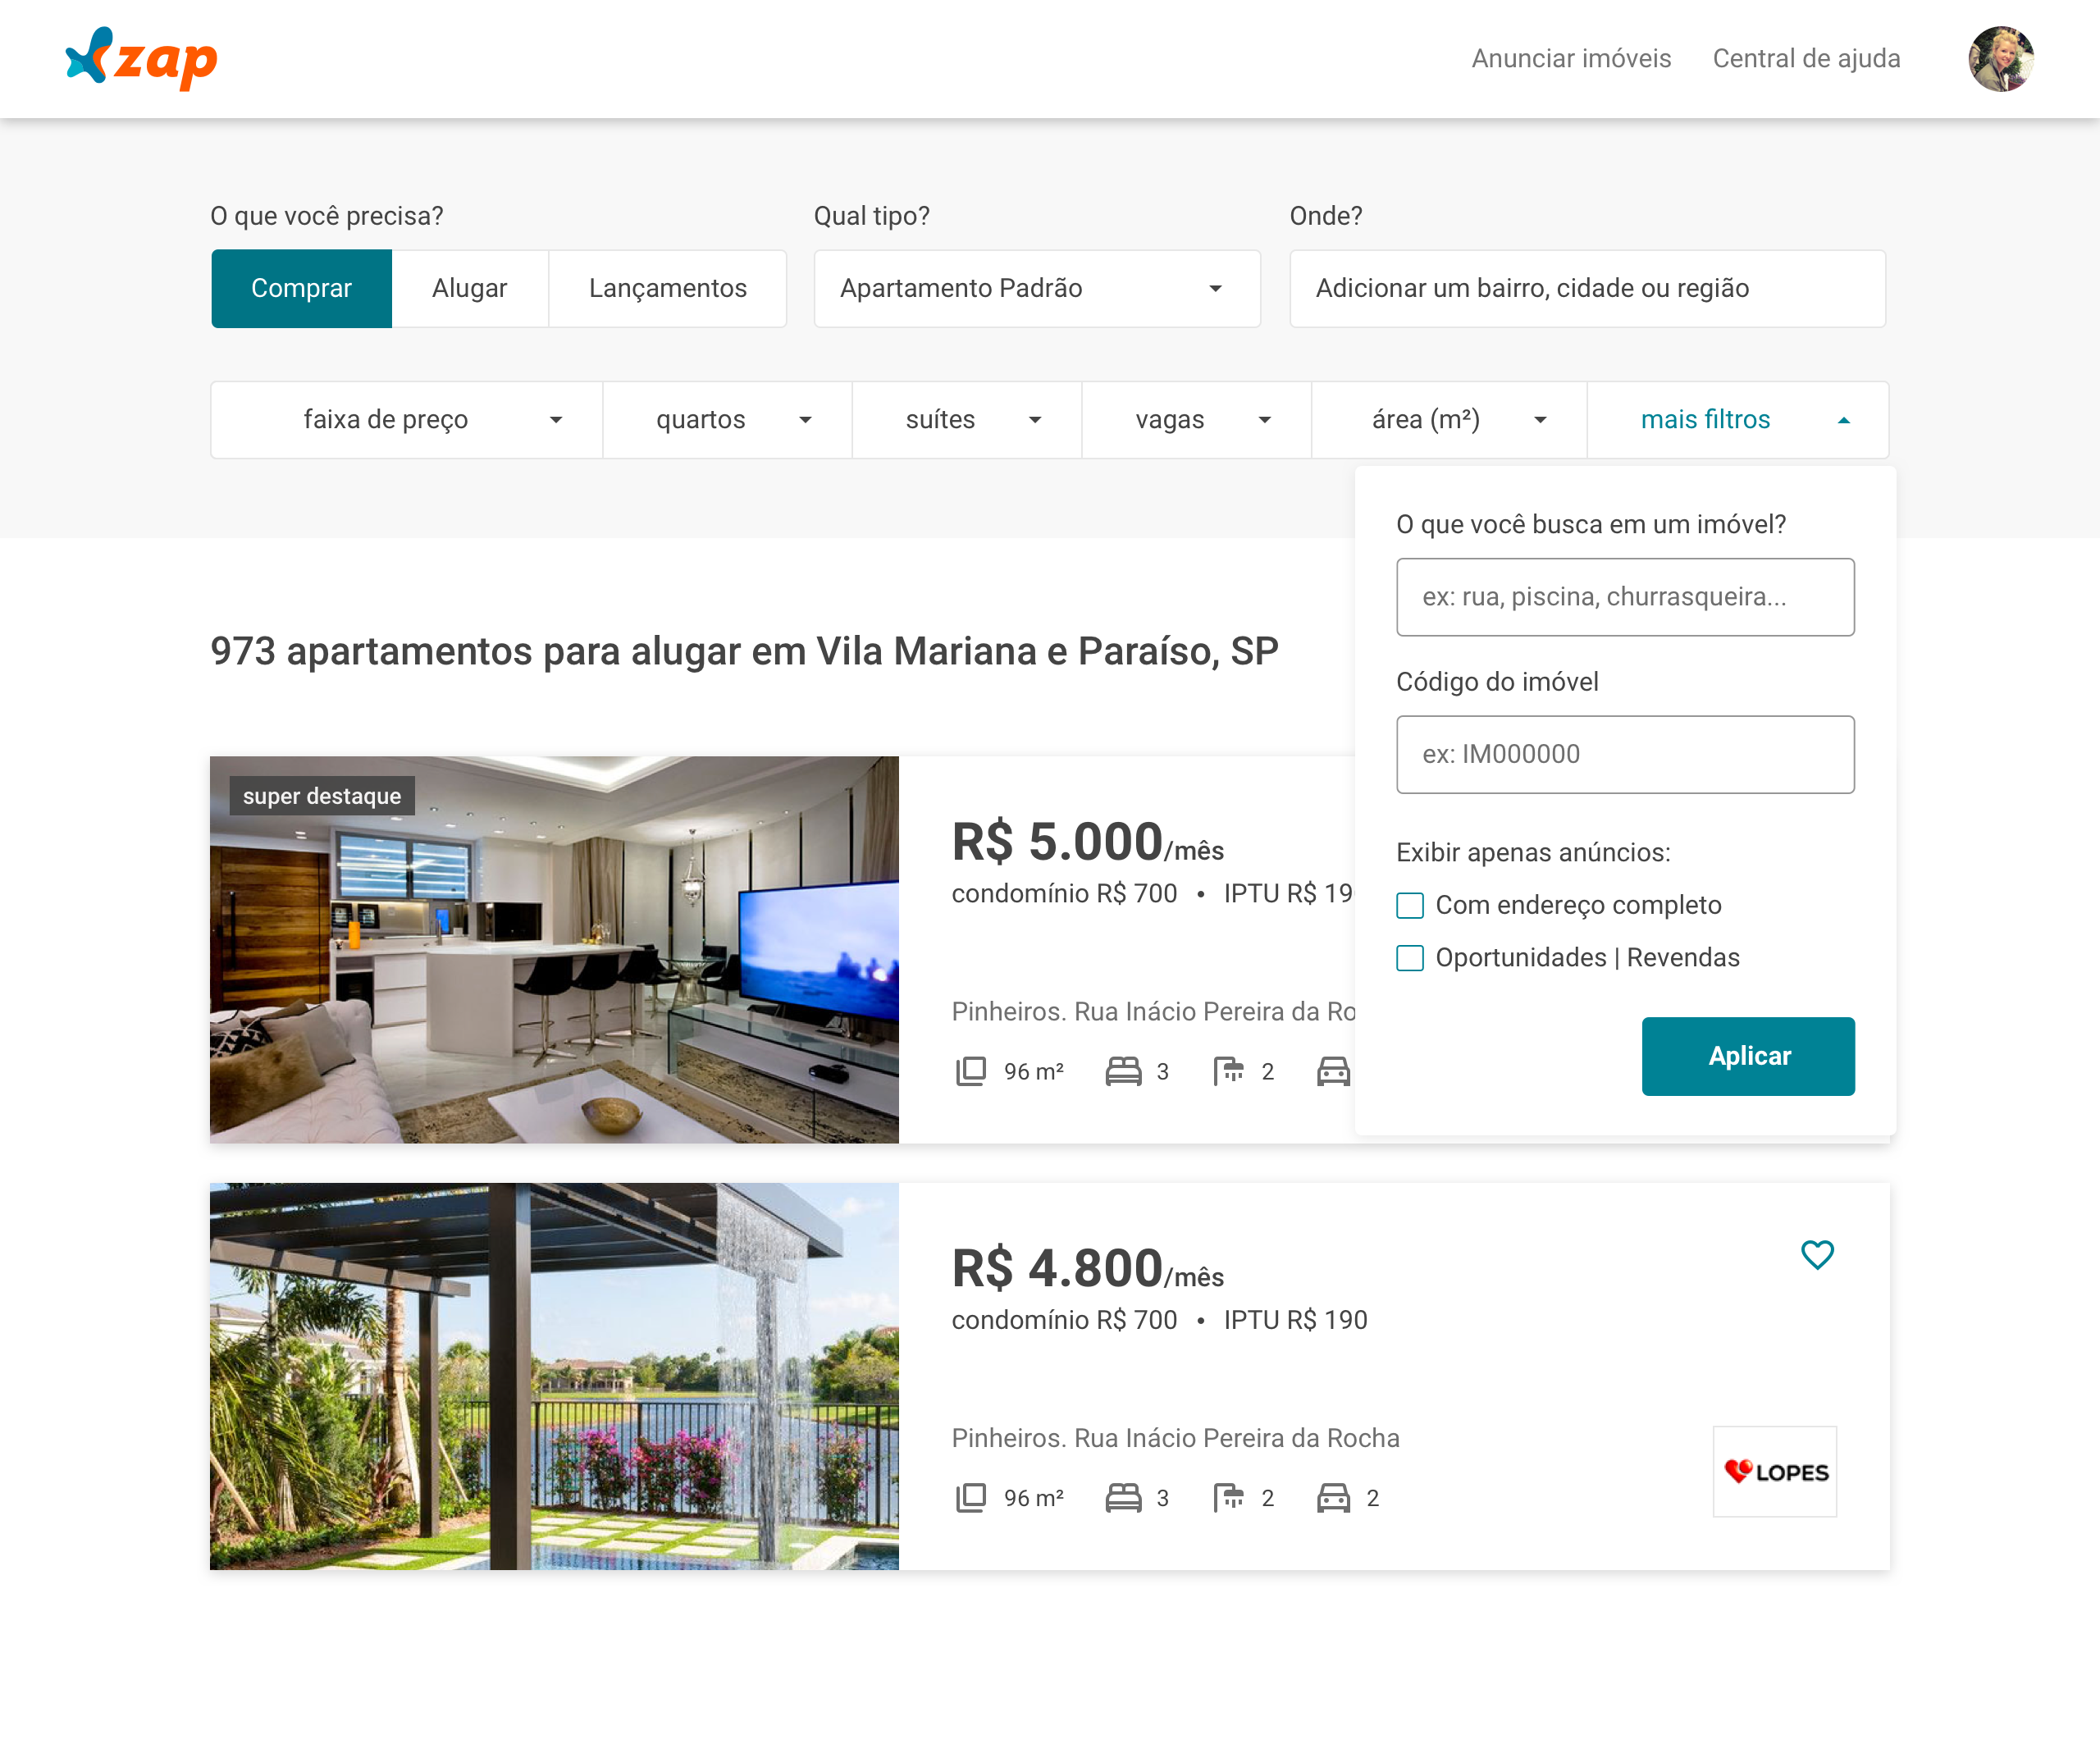 zap
Anunciar imóveis Central de ajuda
O que você precisa? Qual tipo? Onde?
Comprar Alugar Lançamentos Apartamento Padrão Adicionar um bairro, cidade ou região
faixa de preço quartos suítes vagas área (m²) mais filtros
O que você busca em um imóvel?
ex: rua, piscina, churrasqueira...
Código do imóvel
ex: IM000000
Exibir apenas anúncios:
Com endereço completo
Oportunidades | Revendas
Aplicar
973 apartamentos para alugar em Vila Mariana e Paraíso, SP
super destaque
R$ 5.000/mês
condomínio R$ 700 • IPTU R$ 19
Pinheiros. Rua Inácio Pereira da Ro
96 m² 3 2
R$ 4.800/mês
condomínio R$ 700 • IPTU R$ 190
Pinheiros. Rua Inácio Pereira da Rocha
96 m² 3 2 2
LOPES